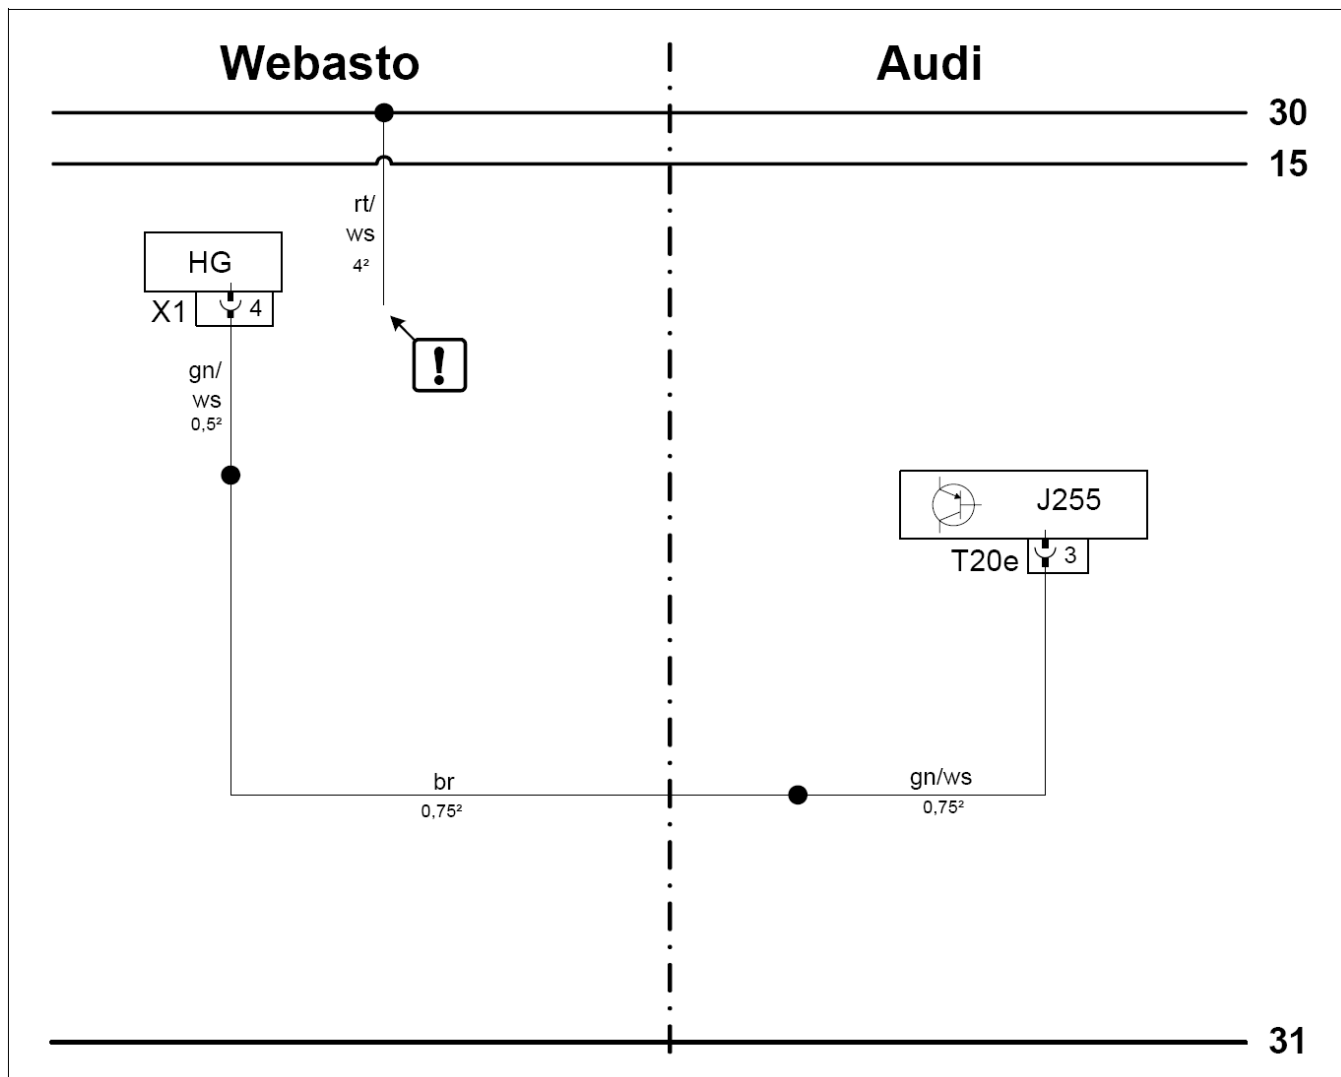 Webasto
Audi
30
15
rt/
ws
4²
HG
X1
4
!
gn/
ws
0,5²
J255
T20e
3
br
0,75²
gn/ws
0,75²
31